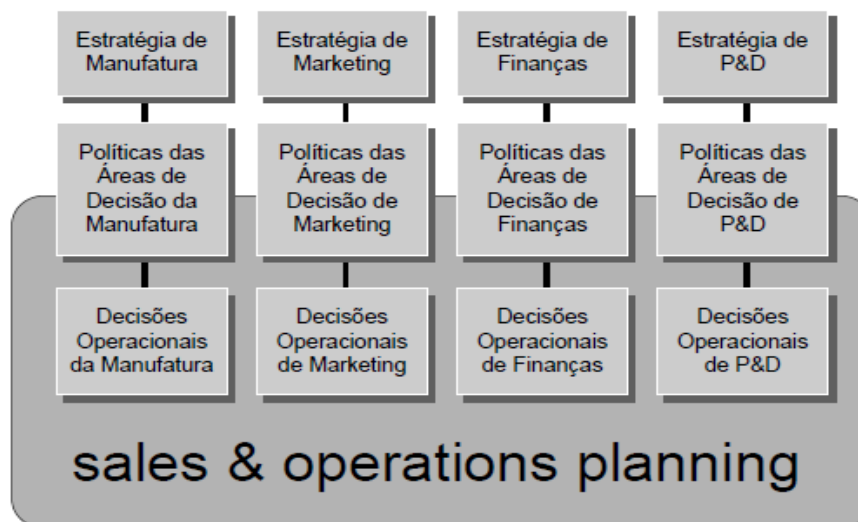 Estratégia de
Manufatura
Estratégia de
Marketing
Estratégia de
Finanças
Estratégia de
P&D
Políticas das
Áreas de
Decisão da
Manufatura
Políticas das
Áreas de
Decisão de
Marketing
Políticas das
Áreas de
Decisão de
Finanças
Políticas das
Áreas de
Decisão de
P&D
Decisões
Operacionais
da Manufatura
Decisões
Operacionais
de Marketing
Decisões
Operacionais
de Finanças
Decisões
Operacionais
de P&D
sales & operations planning